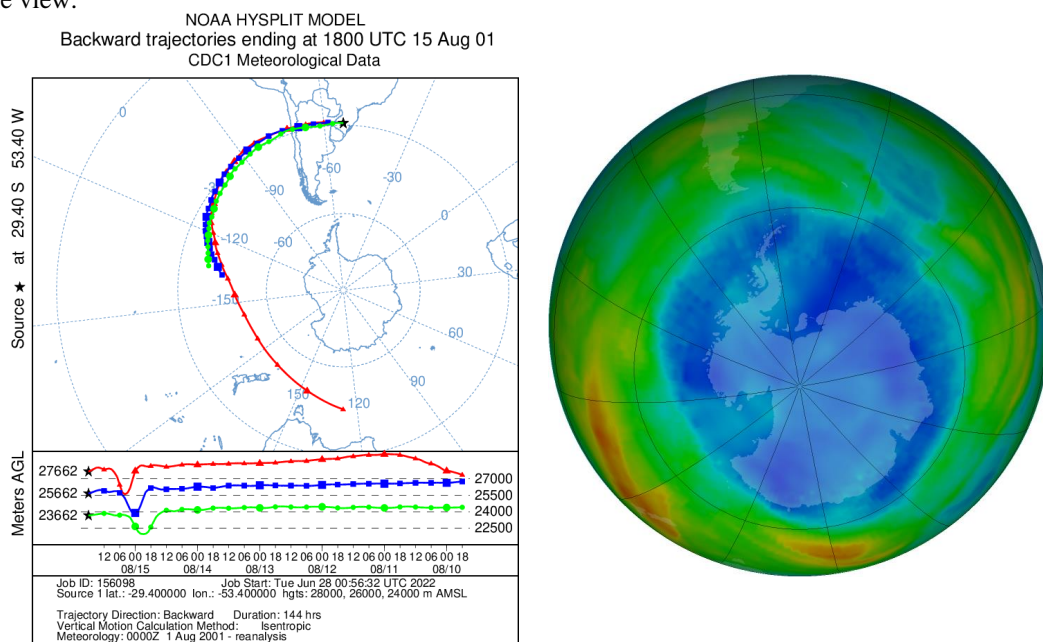 e view.
NOAA HYSPLIT MODEL
Backward trajectories ending at 1800 UTC 15 Aug 01
CDC1 Meteorological Data
Source ★ at 29.40 S 53.40 W
0
-30
-60
-90
-30
0
-120
-60
30
-150
60
90
150
120
Meters AGL
27662
25662
23662
27000
25500
24000
22500
12 06 00 18 12 06 00 18 12 06 00 18 12 06 00 18 12 06 00 18 12 06 00 18
08/15 08/14 08/13 08/12 08/11 08/10
Job ID: 156098 Job Start: Tue Jun 28 00:56:32 UTC 2022
Source 1 lat.: -29.400000 lon.: -53.400000 hgts: 28000, 26000, 24000 m AMSL
Trajectory Direction: Backward Duration: 144 hrs
Vertical Motion Calculation Method: Isentropic
Meteorology: 0000Z 1 Aug 2001 - reanalysis